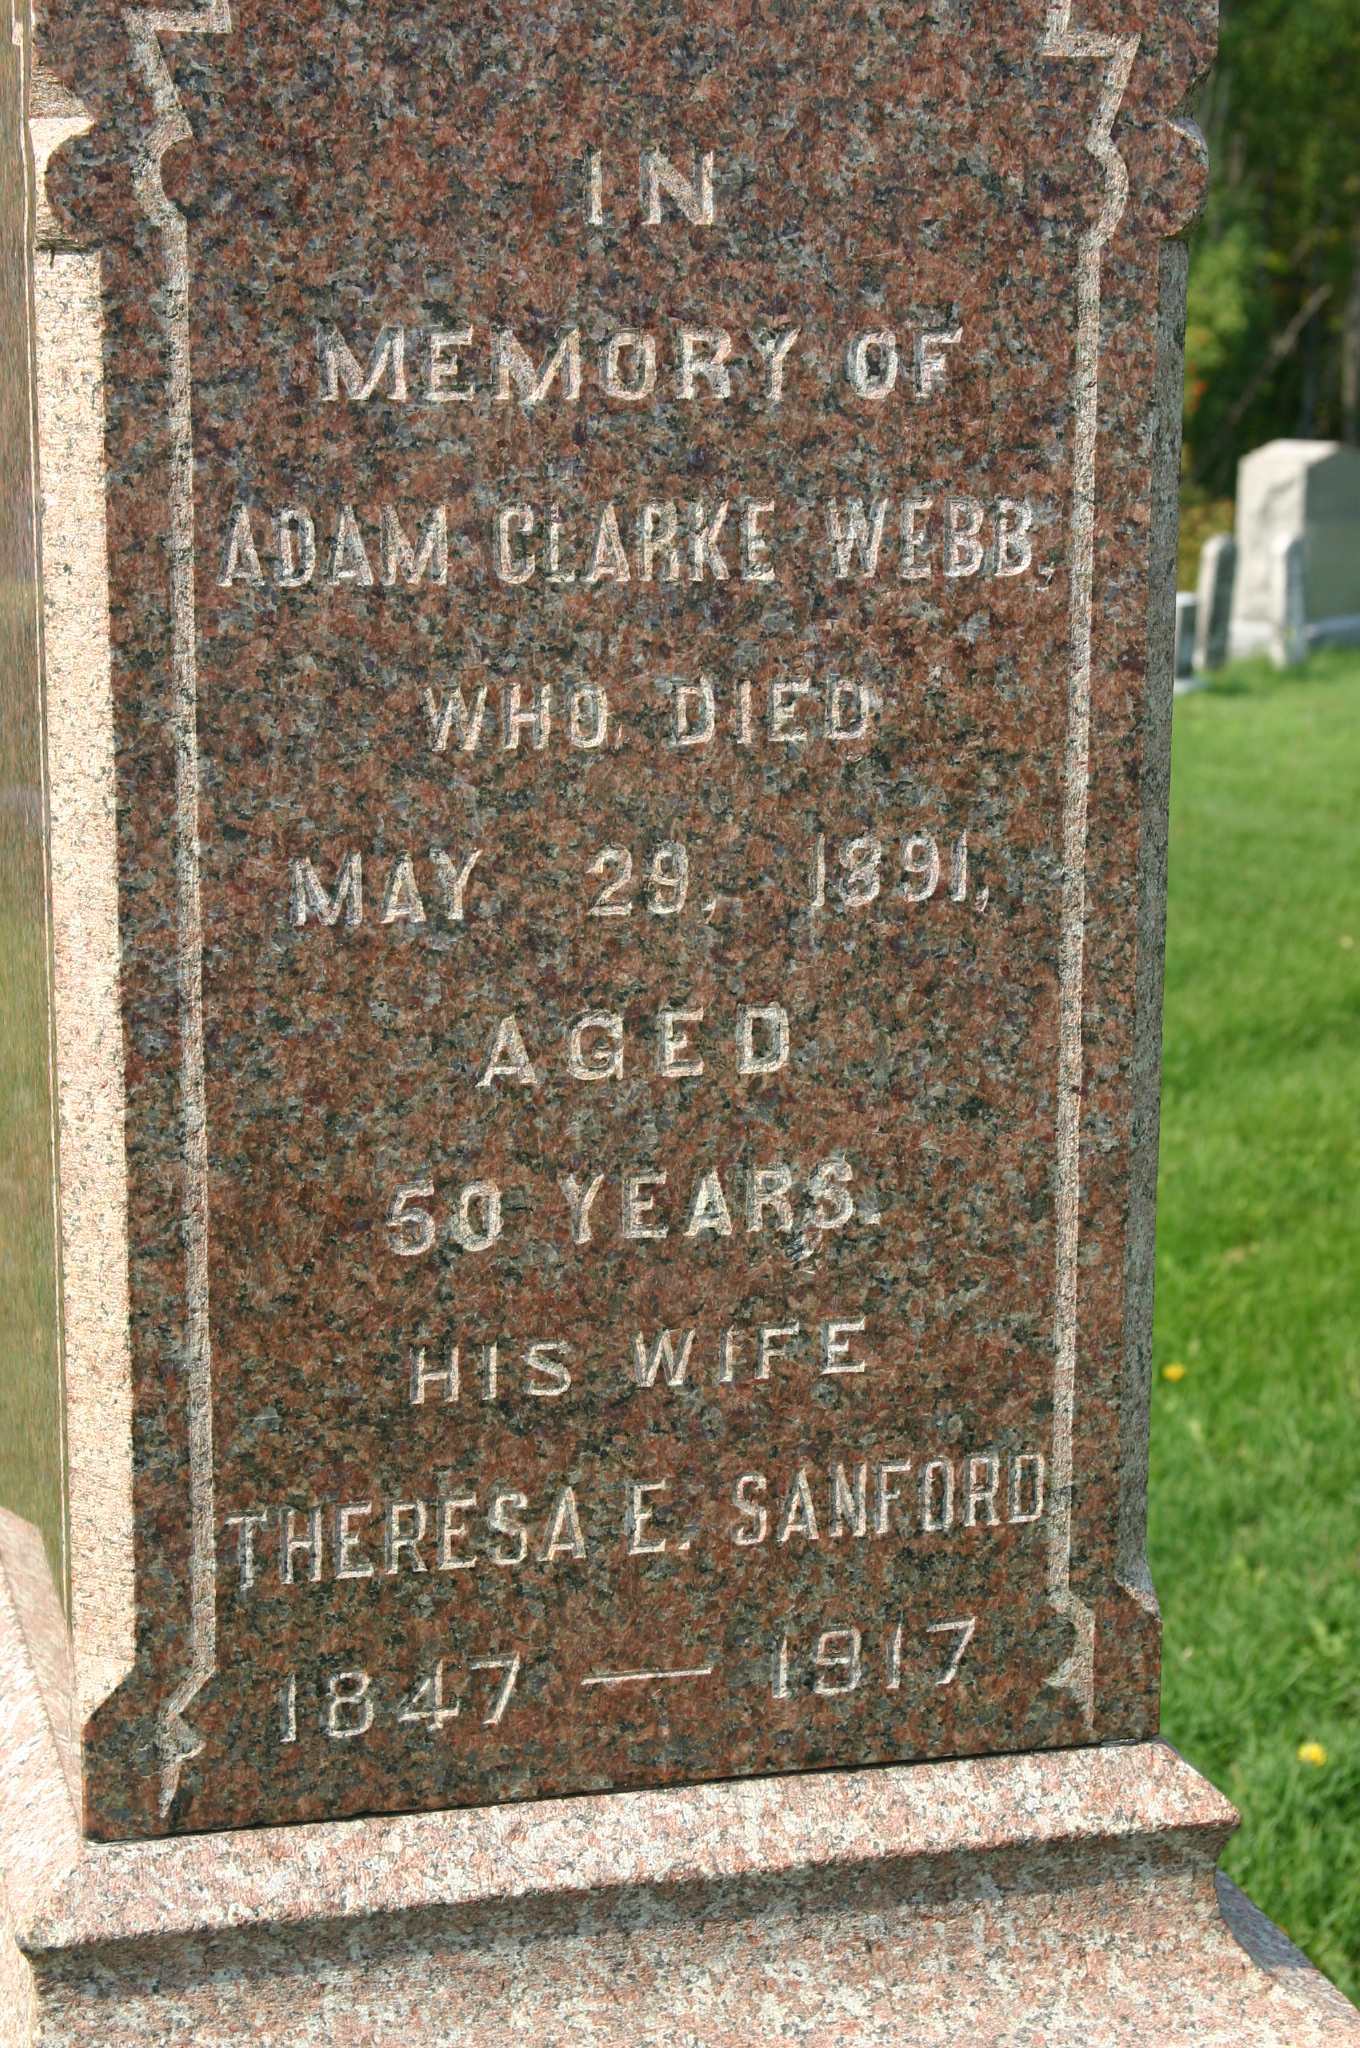 IN
MEMORY OF
ADAM CLARKE WEBB,
WHO DIED
MAY 29, 1891,
AGED
50 YEARS.
HIS WIFE
THERESA E. SANFORD
1847 — 1917